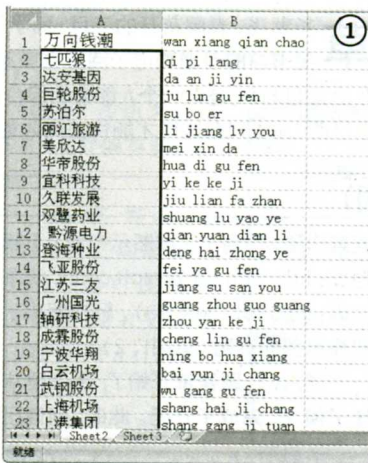 ①
A B
1 万向钱潮 wan xiang qian chao
2 七匹狼 qi pi lang
3 达安基因 da an ji yin
4 巨轮股份 ju lun gu fen
5 苏泊尔 su bo er
6 丽江旅游 li jiang lv you
7 美欣达 mei xin da
8 华帝股份 hua di gu fen
9 宜科科技 yi ke ke ji
10 久联发展 jiu lian fa zhan
11 双鹭药业 shuang lu yao ye
12 黔源电力 qian yuan dian li
13 登海种业 deng hai zhong ye
14 飞亚股份 fei ya gu fen
15 江苏三友 jiang su san you
16 广州国光 guang zhou guo guang
17 轴研科技 zhou yan ke ji
18 成霖股份 cheng lin gu fen
19 宁波华翔 ning bo hua xiang
20 白云机场 bai yun ji chang
21 武钢股份 wu gang gu fen
22 上海机场 shang hai ji chang
23 上港集团 shang gang ji tuan
Sheet2 Sheet3
就绪